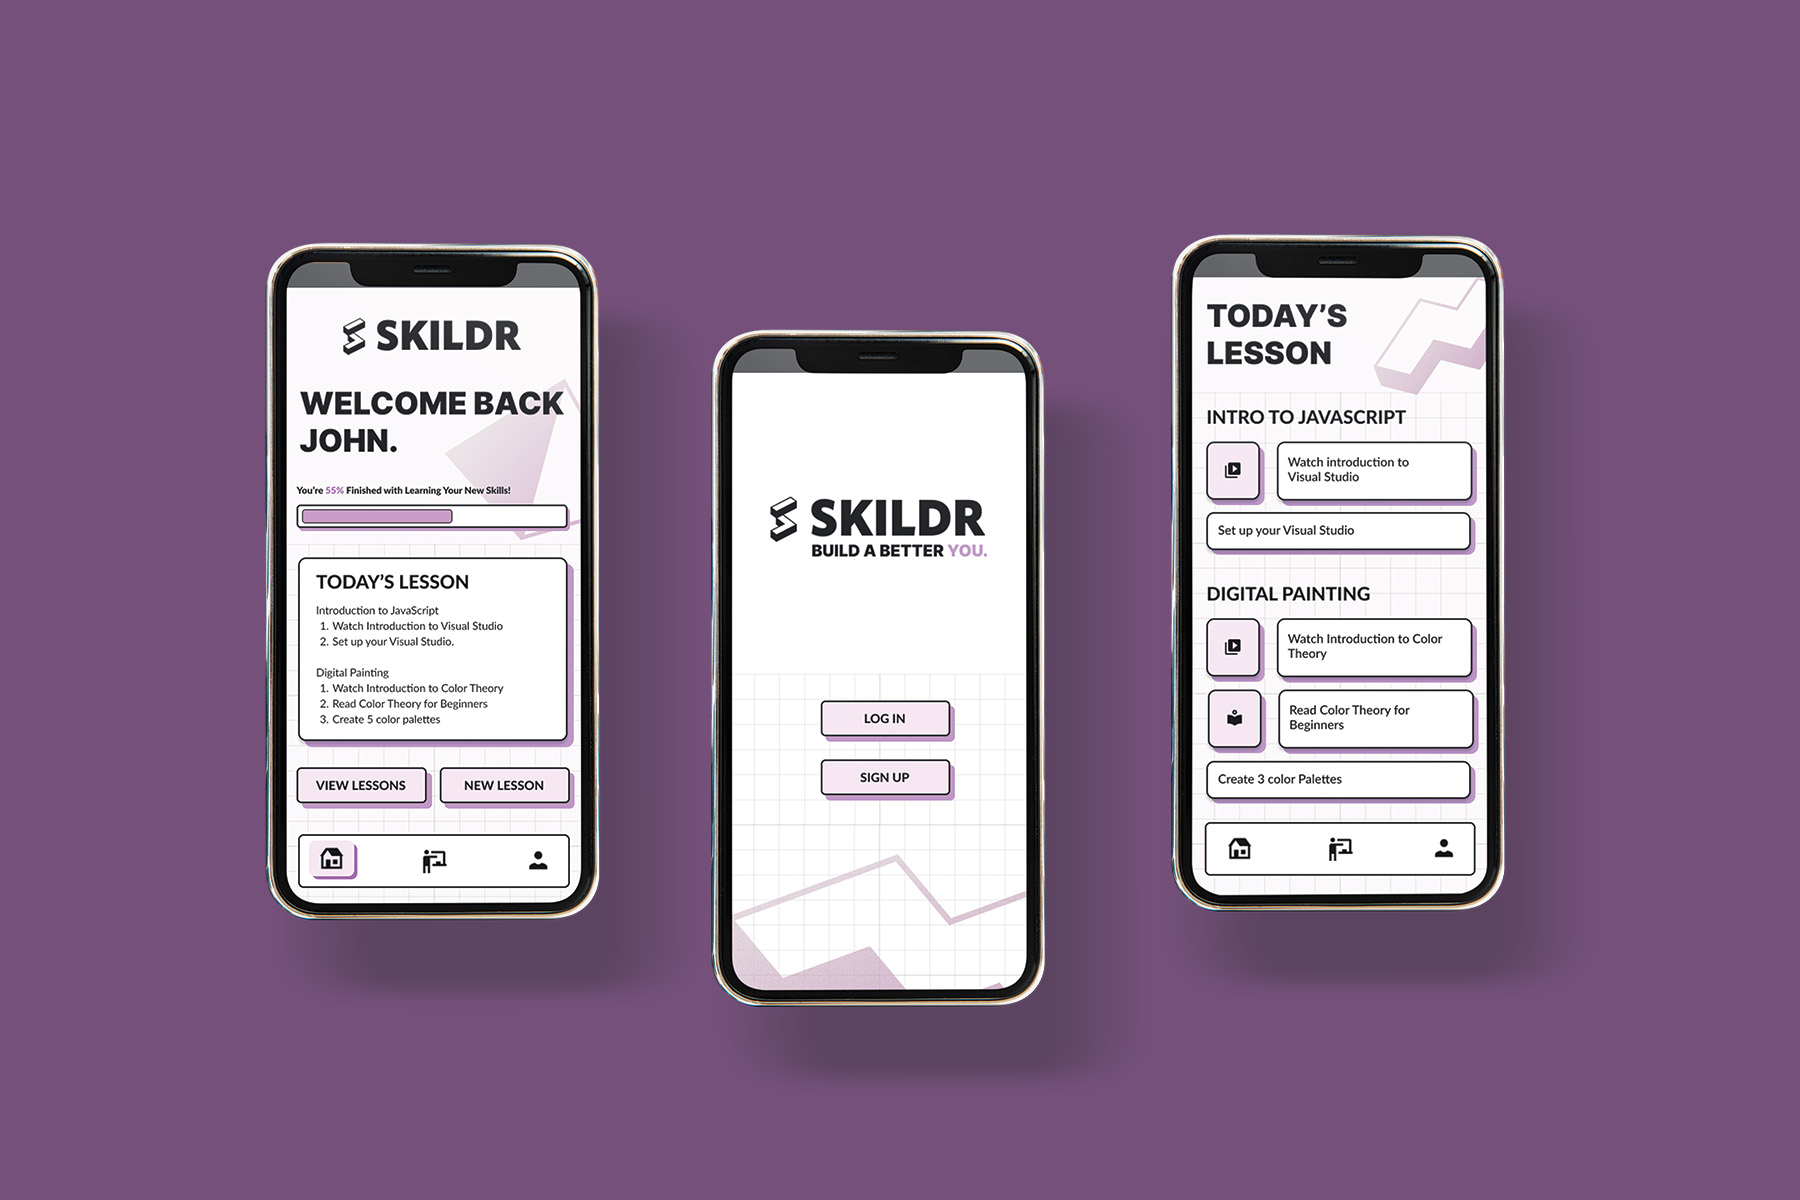 SKILDR
WELCOME BACK
JOHN.
You're 55% Finished with Learning Your New Skills!
TODAY'S LESSON
Introduction to JavaScript
1. Watch Introduction to Visual Studio
2. Set up your Visual Studio.
Digital Painting
1. Watch Introduction to Color Theory
2. Read Color Theory for Beginners
3. Create 5 color palettes
VIEW LESSONS
NEW LESSON
SKILDR
BUILD A BETTER YOU.
LOG IN
SIGN UP
TODAY'S
LESSON
INTRO TO JAVASCRIPT
Watch introduction to
Visual Studio
Set up your Visual Studio
DIGITAL PAINTING
Watch Introduction to Color
Theory
Read Color Theory for
Beginners
Create 3 color Palettes